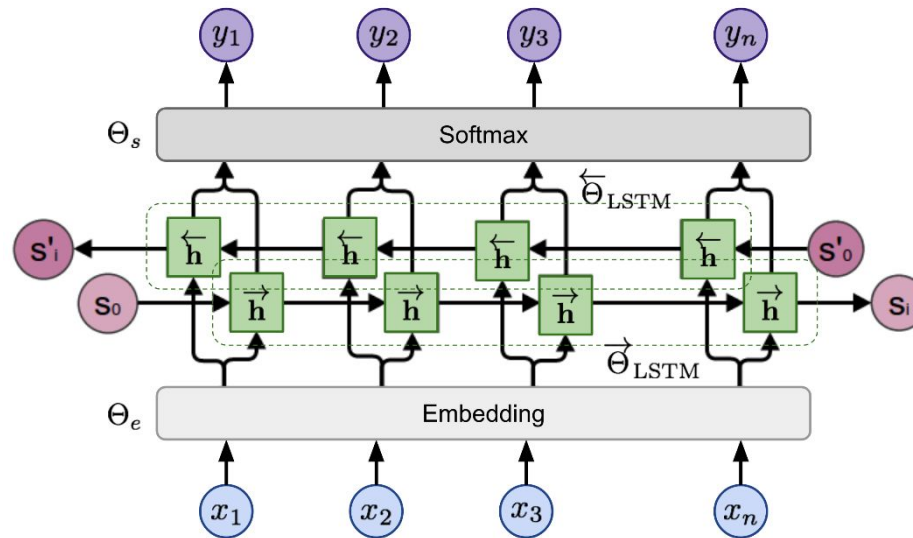 y₁ y₂ y₃ yₙ
Θₛ Softmax
←Θ LSTM
S'ᵢ ←h ←h ←h ←h S'₀
S₀ →h →h →h →h Sᵢ
→Θ LSTM
Θₑ Embedding
x₁ x₂ x₃ xₙ